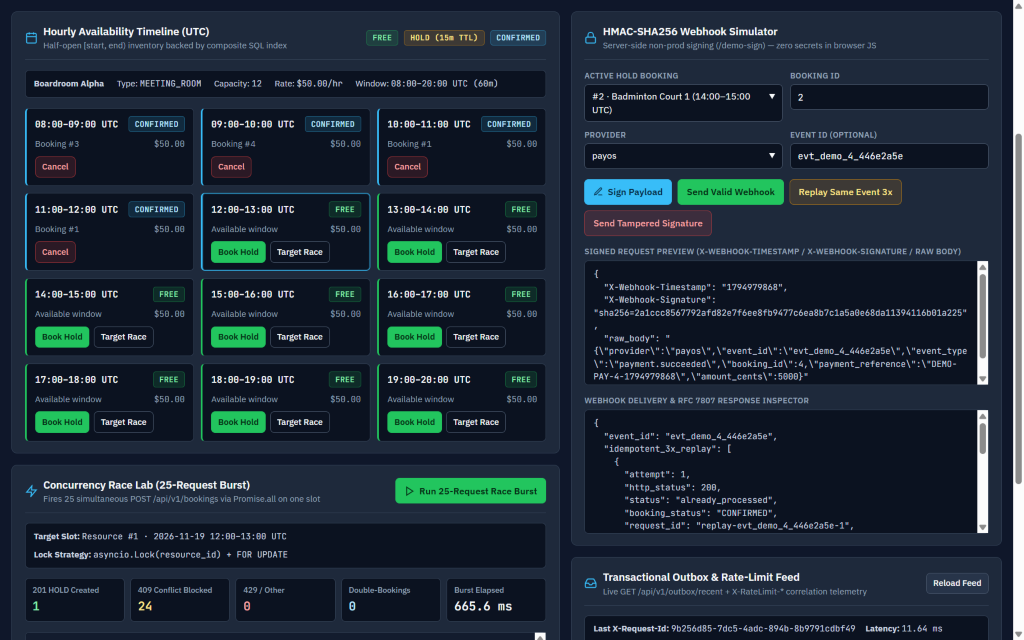 Hourly Availability Timeline (UTC)
Half-open [start, end) inventory backed by composite SQL index
FREE
HOLD (15m TTL)
CONFIRMED
Boardroom Alpha Type: MEETING_ROOM Capacity: 12 Rate: $50.00/hr Window: 08:00–20:00 UTC (60m)
08:00–09:00 UTC CONFIRMED
Booking #3 $50.00
Cancel
09:00–10:00 UTC CONFIRMED
Booking #4 $50.00
Cancel
10:00–11:00 UTC CONFIRMED
Booking #1 $50.00
Cancel
11:00–12:00 UTC CONFIRMED
Booking #1 $50.00
Cancel
12:00–13:00 UTC FREE
Available window $50.00
Book Hold Target Race
13:00–14:00 UTC FREE
Available window $50.00
Book Hold Target Race
14:00–15:00 UTC FREE
Available window $50.00
Book Hold Target Race
15:00–16:00 UTC FREE
Available window $50.00
Book Hold Target Race
16:00–17:00 UTC FREE
Available window $50.00
Book Hold Target Race
17:00–18:00 UTC FREE
Available window $50.00
Book Hold Target Race
18:00–19:00 UTC FREE
Available window $50.00
Book Hold Target Race
19:00–20:00 UTC FREE
Available window $50.00
Book Hold Target Race
Concurrency Race Lab (25-Request Burst)
Fires 25 simultaneous POST /api/v1/bookings via Promise.all on one slot
Run 25-Request Race Burst
Target Slot: Resource #1 · 2026-11-19 12:00–13:00 UTC
Lock Strategy: asyncio.Lock(resource_id) + FOR UPDATE
201 HOLD Created
1
409 Conflict Blocked
24
429 / Other
0
Double-Bookings
0
Burst Elapsed
665.6 ms
HMAC-SHA256 Webhook Simulator
Server-side non-prod signing (/demo-sign) — zero secrets in browser JS
ACTIVE HOLD BOOKING
#2 · Badminton Court 1 (14:00–15:00
UTC)
BOOKING ID
2
PROVIDER
payos
EVENT ID (OPTIONAL)
evt_demo_4_446e2a5e
Sign Payload
Send Valid Webhook
Replay Same Event 3x
Send Tampered Signature
SIGNED REQUEST PREVIEW (X-WEBHOOK-TIMESTAMP / X-WEBHOOK-SIGNATURE / RAW BODY)
{
"X-Webhook-Timestamp": "1794979868",
"X-Webhook-Signature":
"sha256=2a1ccc8567792afd82e7f6ee8fb9477c6ea8b7c1a5a0e68da11394116b01a225"
,
"raw_body": "
{\"provider\":\"payos\",\"event_id\":\"evt_demo_4_446e2a5e\",\"event_type
\":\"payment.succeeded\",\"booking_id\":4,\"payment_reference\":\"DEMO-
PAY-4-1794979868\",\"amount_cents\":5000}"
WEBHOOK DELIVERY & RFC 7807 RESPONSE INSPECTOR
{
"event_id": "evt_demo_4_446e2a5e",
"idempotent_3x_replay": [
{
"attempt": 1,
"http_status": 200,
"status": "already_processed",
"booking_status": "CONFIRMED",
"request_id": "replay-evt_demo_4_446e2a5e-1",
Transactional Outbox & Rate-Limit Feed
Live GET /api/v1/outbox/recent + X-RateLimit-* correlation telemetry
Reload Feed
Last X-Request-Id: 9b256d85-7dc5-4adc-894b-8b9791cdbf49 Latency: 11.64 ms